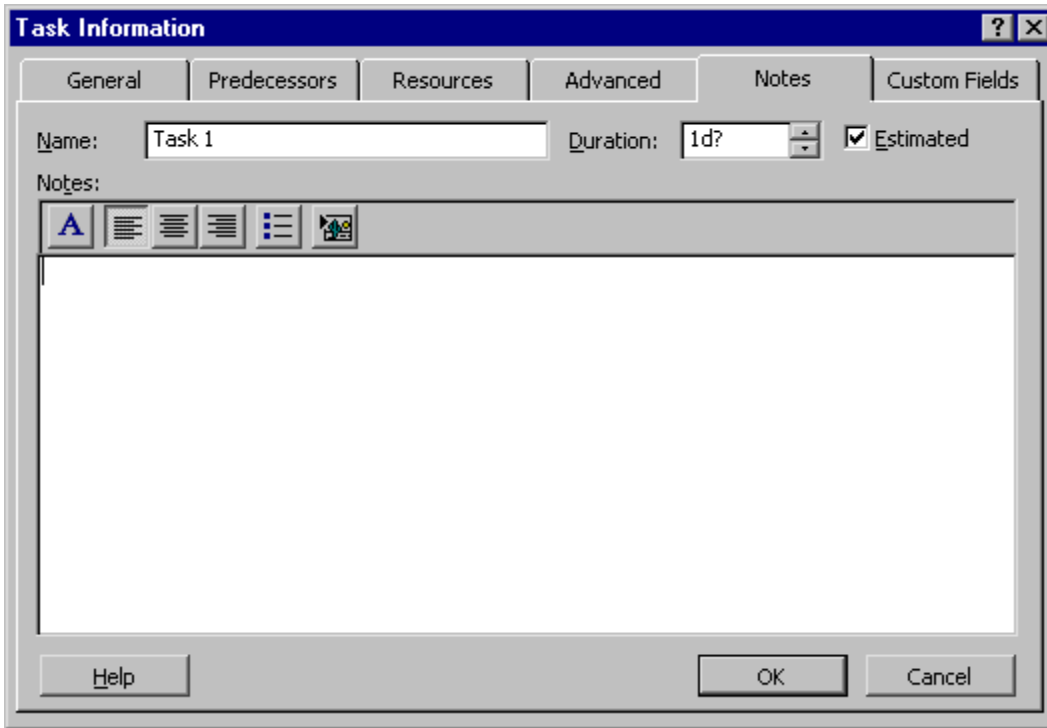 Task Information
General Predecessors Resources Advanced Notes Custom Fields
Name: Task 1 Duration: 1d? Estimated
Notes:
A
Help OK Cancel